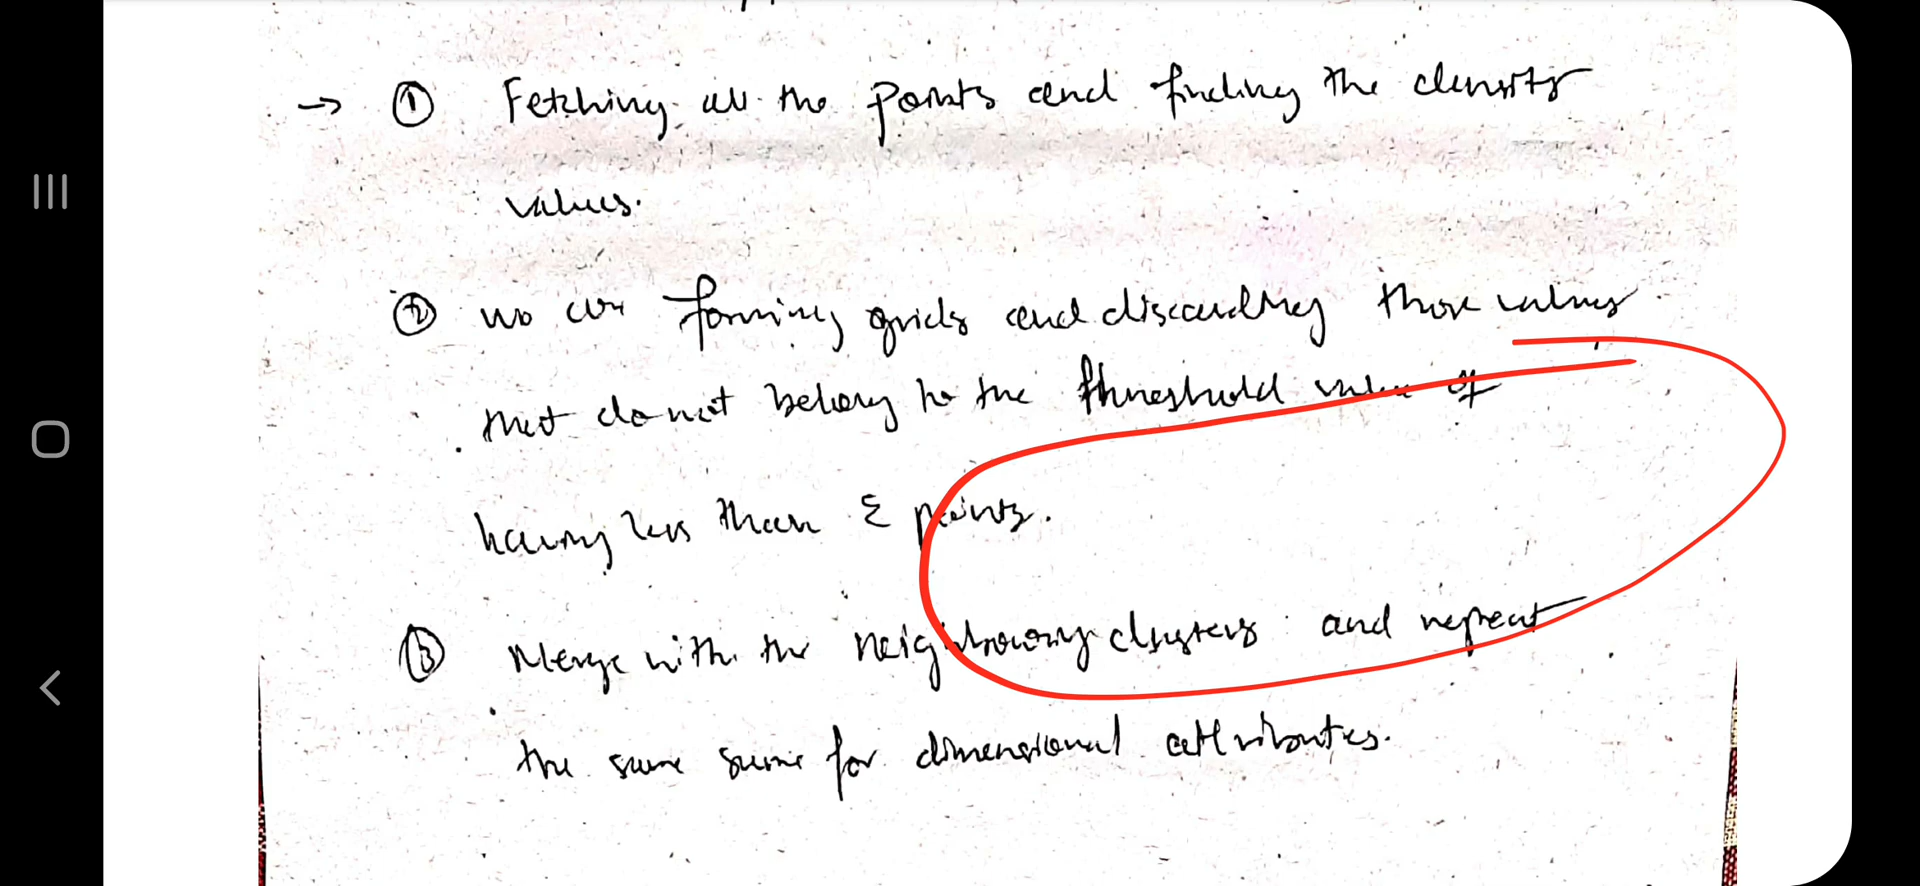 → ① Fetching all the points and finding the density
values.
② we are forming grids and discarding those values
that do not belong to the threshold value of
having less than Σ points.
③ Merge with the neighbouring clusters and repeat
the same same for dimensional attributes.